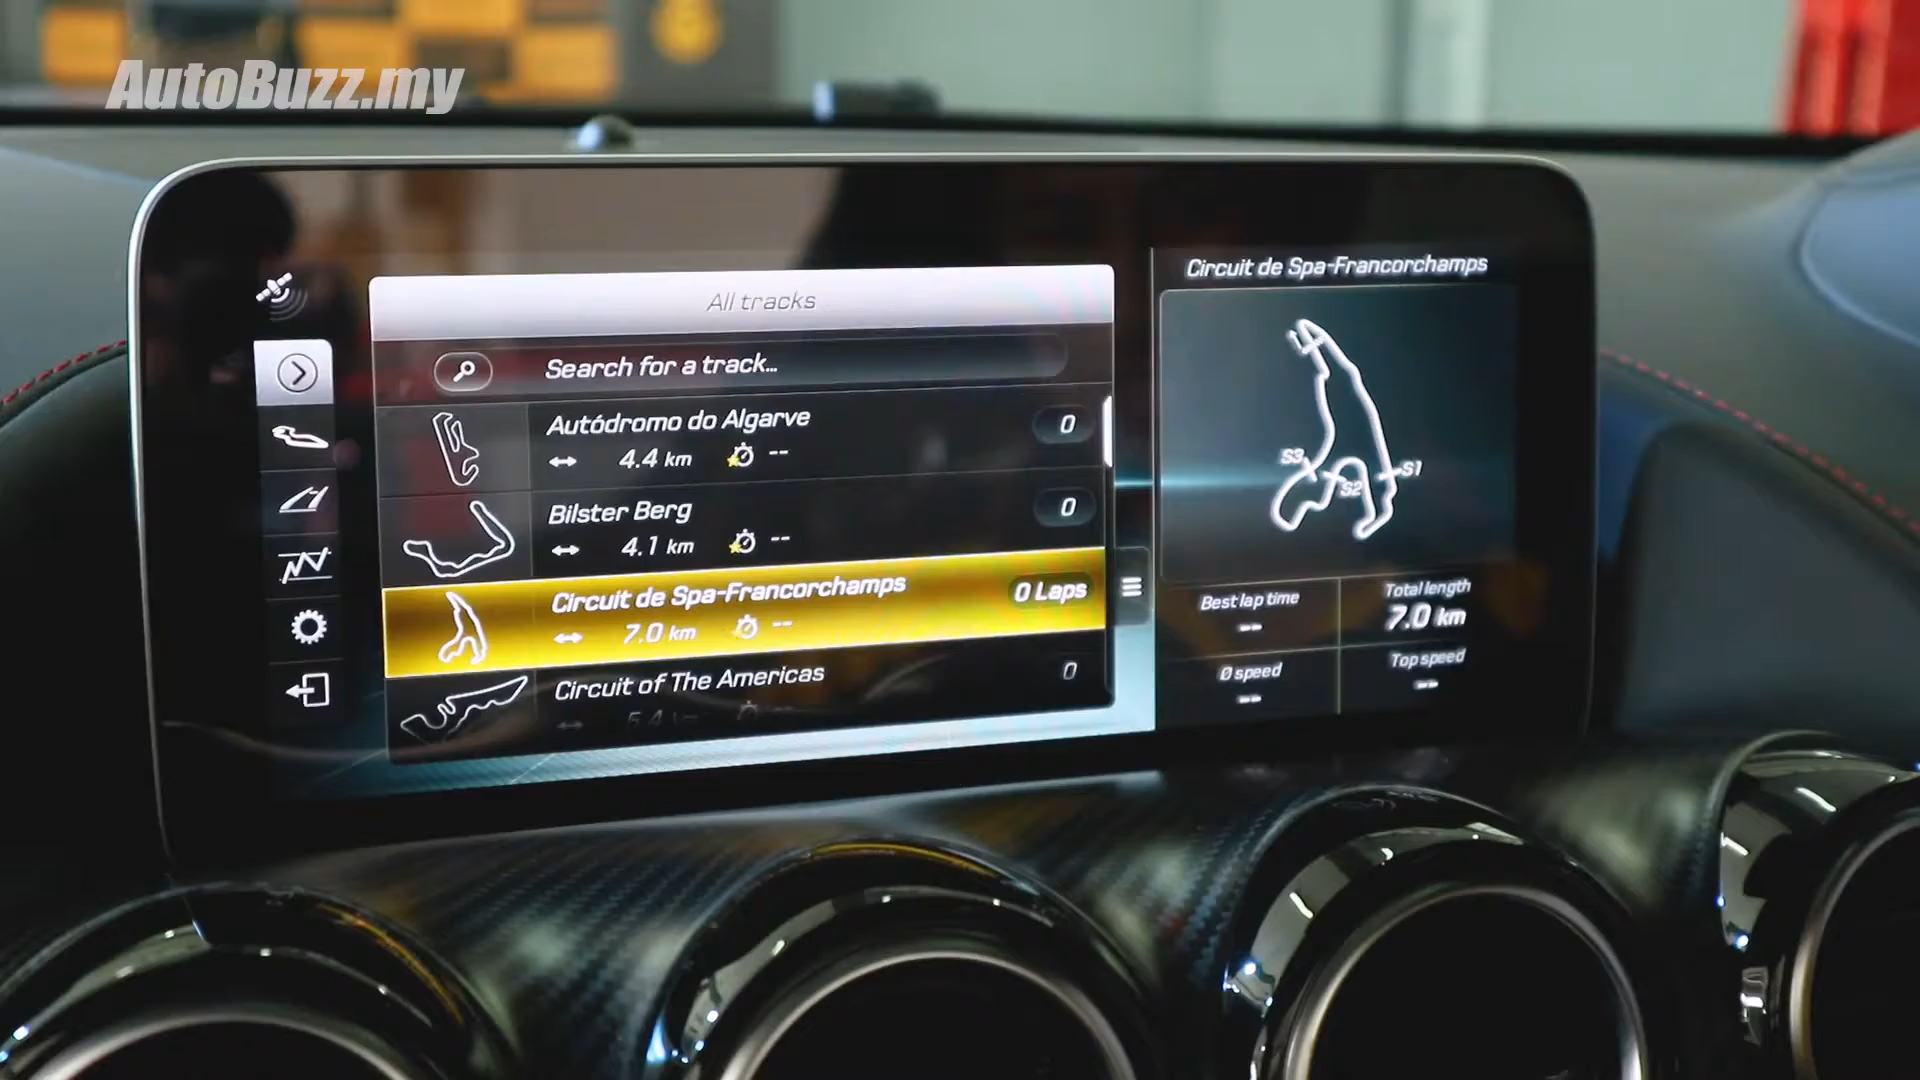 AutoBuzz.my
All tracks
Search for a track...
Autódromo do Algarve
0
4.4 km
--
Bilster Berg
0
4.1 km
--
Circuit de Spa-Francorchamps
0 Laps
7.0 km
--
Circuit of The Americas
0
Circuit de Spa-Francorchamps
S3
S1
S2
Best lap time
--
Total length
7.0 km
Ø speed
--
Top speed
--